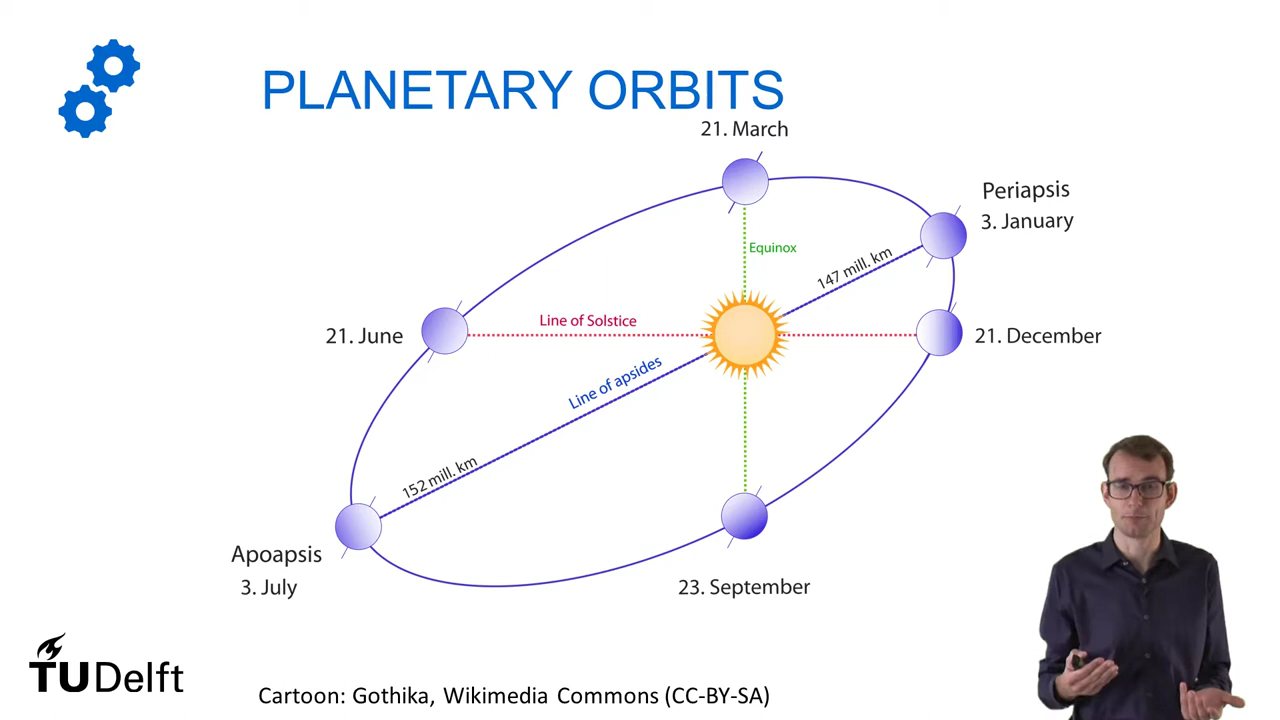 PLANETARY ORBITS
21. March
Periapsis
3. January
Equinox
147 mill. km
Line of Solstice
21. June
21. December
Line of apsides
152 mill. km
Apoapsis
3. July
23. September
TUDelft
Cartoon: Gothika, Wikimedia Commons (CC-BY-SA)